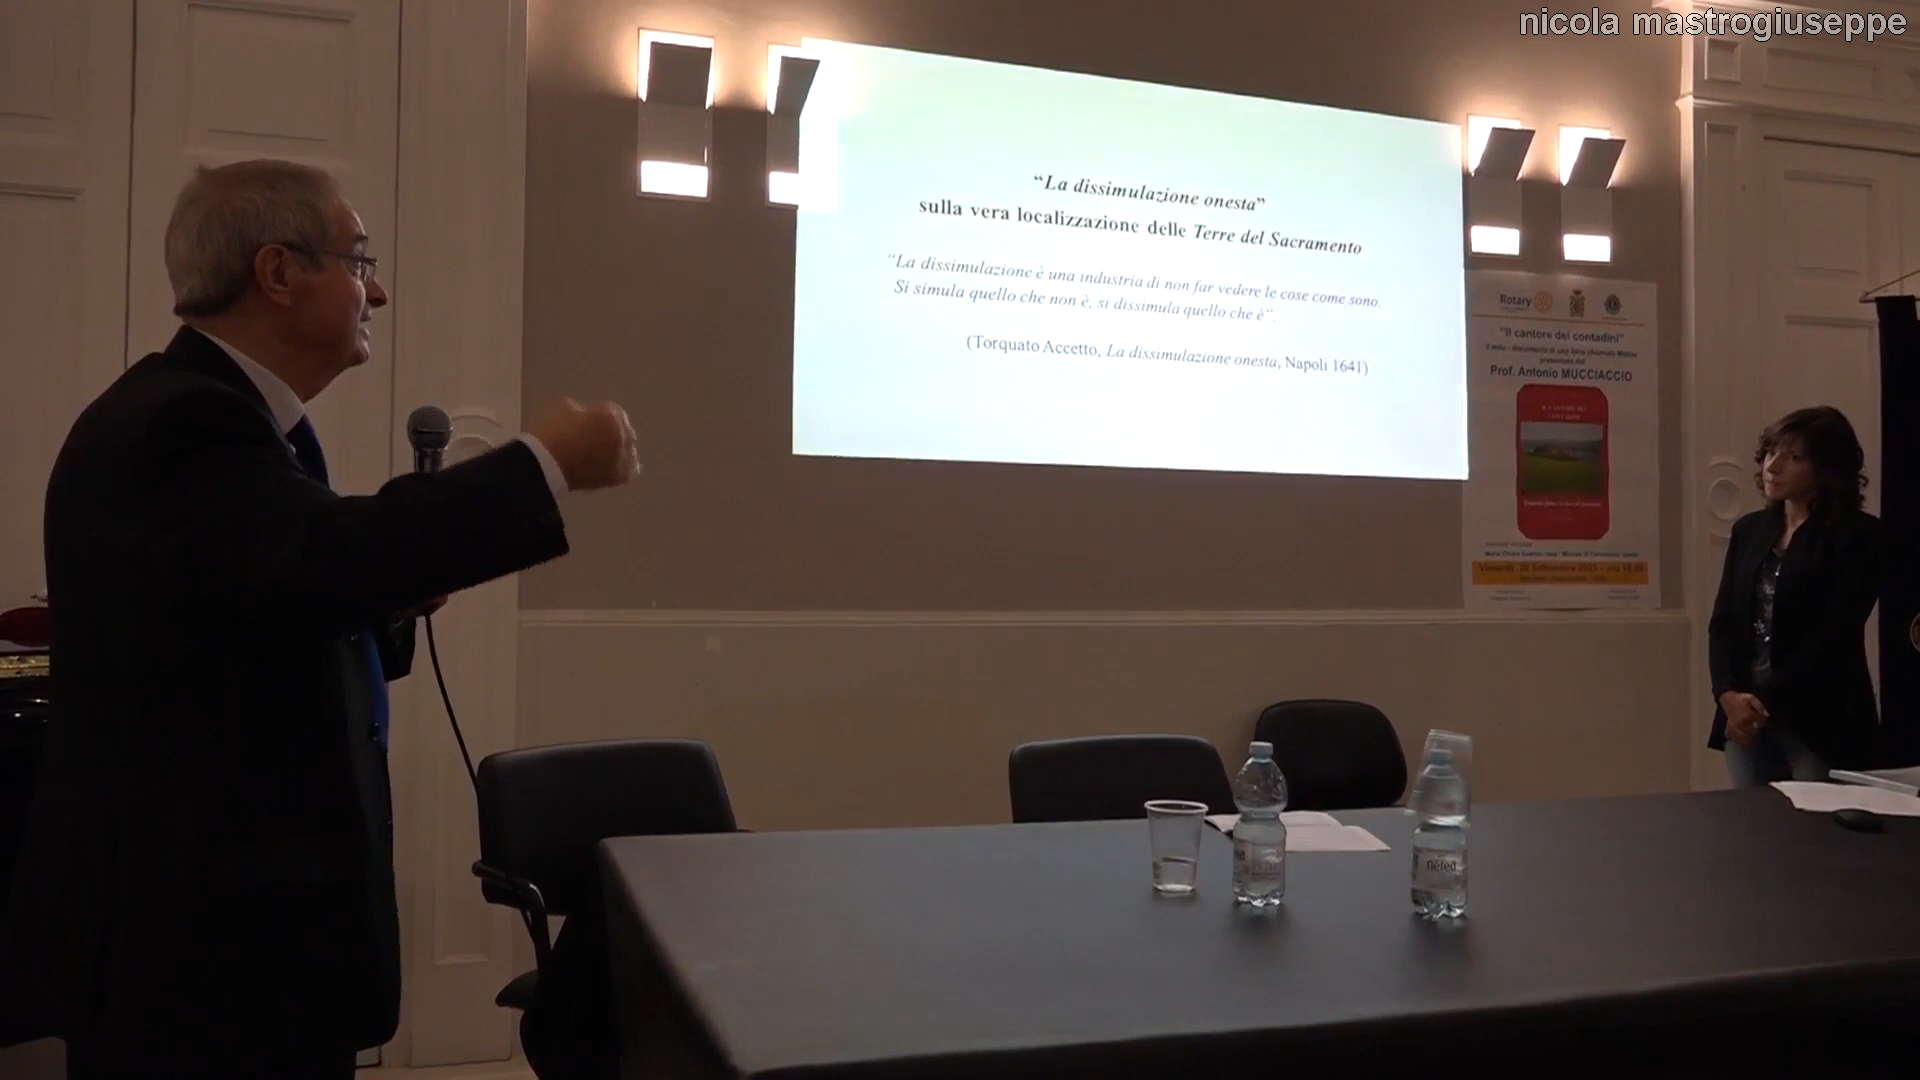 nicola mastrogiuseppe
“La dissimulazione onesta”
sulla vera localizzazione delle Terre del Sacramento
“La dissimulazione è una industria di non far vedere le cose come sono.
Si simula quello che non è, si dissimula quello che è”.
(Torquato Accetto, La dissimulazione onesta, Napoli 1641)
Rotary
"Il cantore dei contadini"
Prof. Antonio MUCCIACCIO